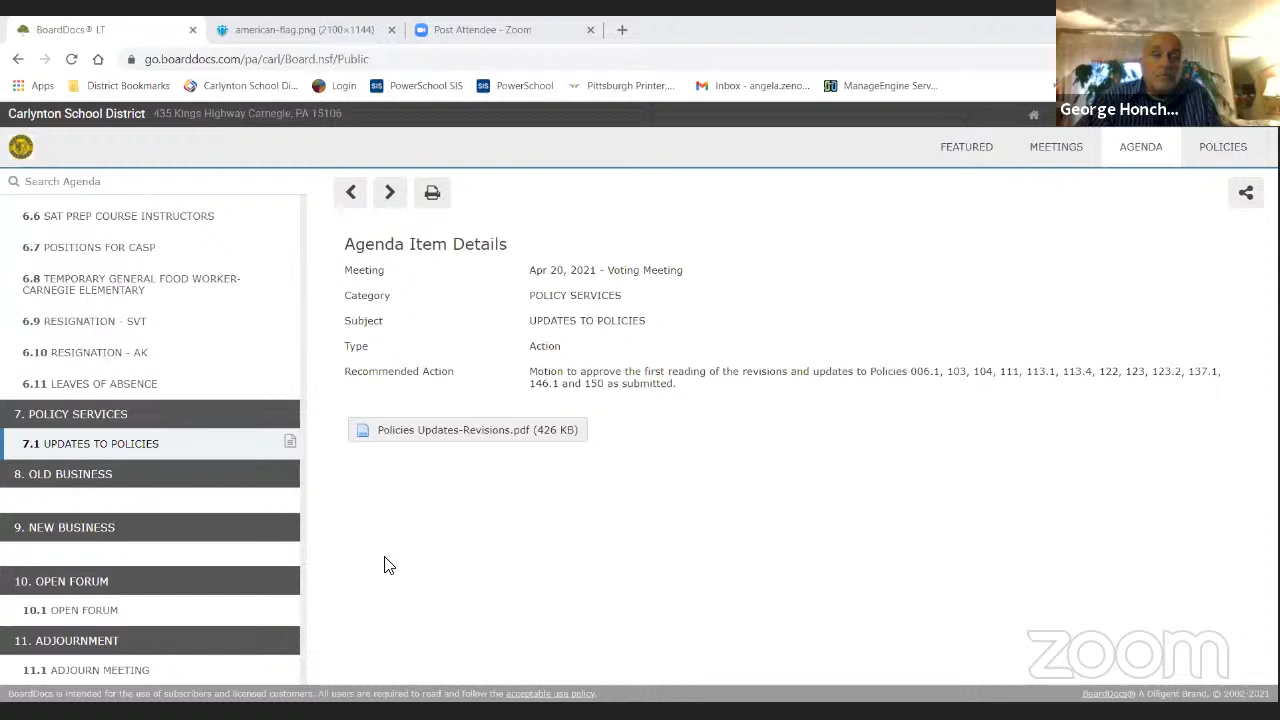 BoardDocs® LT
american-flag.png (2100×1144)
Post Attendee - Zoom
go.boarddocs.com/pa/carl/Board.nsf/Public
Apps
District Bookmarks
Carlynton School Di...
Login
PowerSchool SIS
PowerSchool
Pittsburgh Printer,...
Inbox - angela.zeno...
ManageEngine Serv...
George Honch...
Carlynton School District
435 Kings Highway Carnegie, PA 15106
FEATURED
MEETINGS
AGENDA
POLICIES
Search Agenda
6.6 SAT PREP COURSE INSTRUCTORS
6.7 POSITIONS FOR CASP
6.8 TEMPORARY GENERAL FOOD WORKER-
CARNEGIE ELEMENTARY
6.9 RESIGNATION - SVT
6.10 RESIGNATION - AK
6.11 LEAVES OF ABSENCE
7. POLICY SERVICES
7.1 UPDATES TO POLICIES
8. OLD BUSINESS
9. NEW BUSINESS
10. OPEN FORUM
10.1 OPEN FORUM
11. ADJOURNMENT
11.1 ADJOURN MEETING
Agenda Item Details
Meeting
Apr 20, 2021 - Voting Meeting
Category
POLICY SERVICES
Subject
UPDATES TO POLICIES
Type
Action
Recommended Action
Motion to approve the first reading of the revisions and updates to Policies 006.1, 103, 104, 111, 113.1, 113.4, 122, 123, 123.2, 137.1,
146.1 and 150 as submitted.
Policies Updates-Revisions.pdf (426 KB)
zoom
BoardDocs is intended for the use of subscribers and licensed customers. All users are required to read and follow the acceptable use policy.
BoardDocs® A Diligent Brand, © 2002-2021